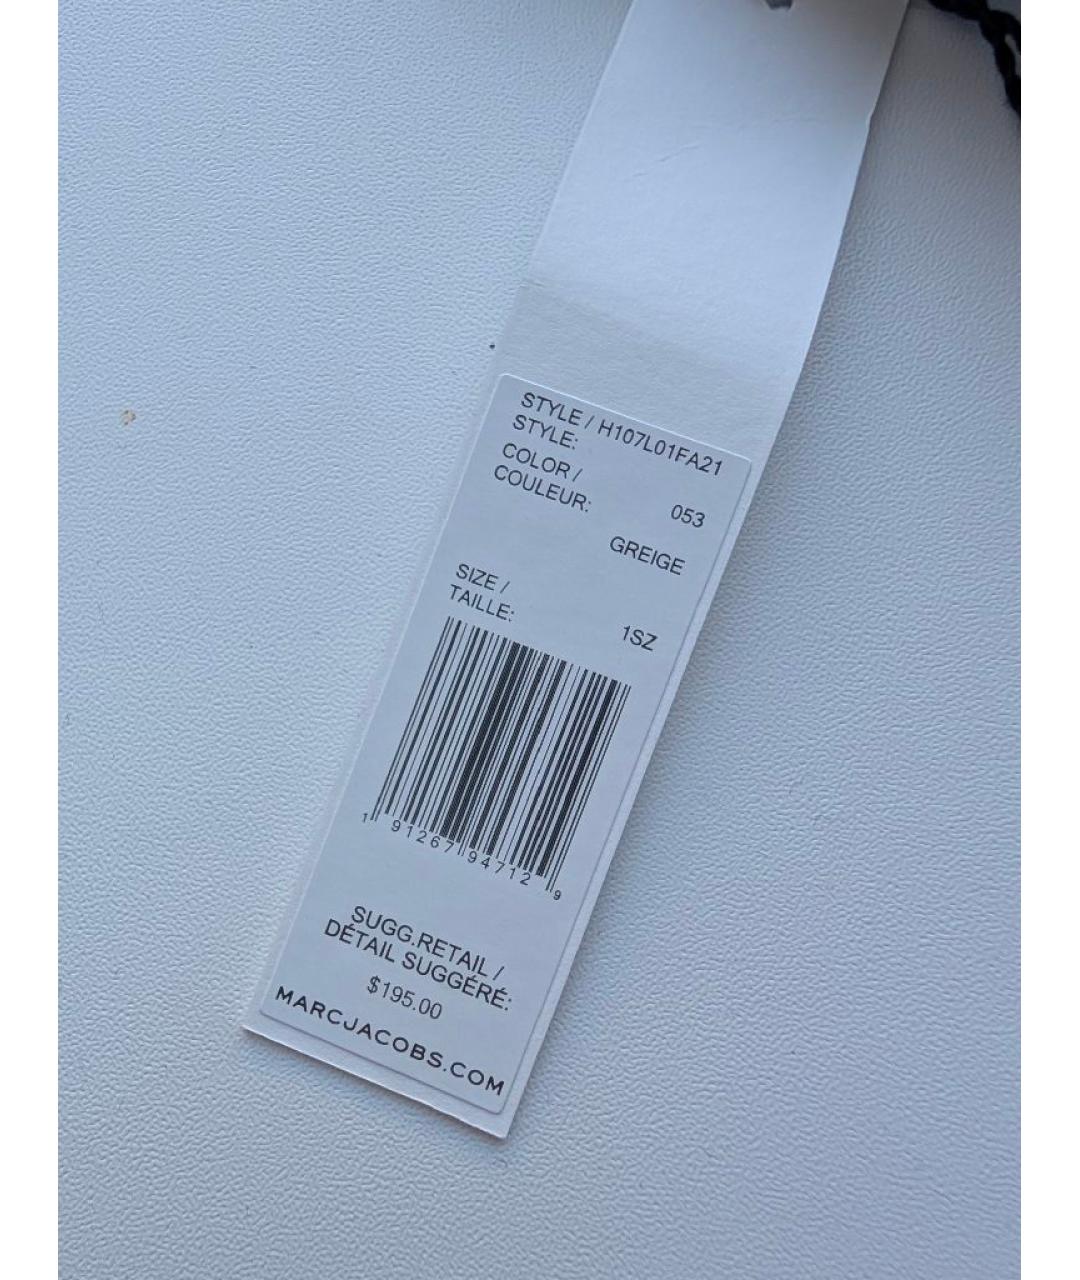 STYLE / H107L01FA21
STYLE:
COLOR /
COULEUR: 053
GREIGE
SIZE /
TAILLE: 1SZ
1 91267 94712 9
SUGG.RETAIL /
DÉTAIL SUGGÉRÉ:
$195.00
MARCJACOBS.COM